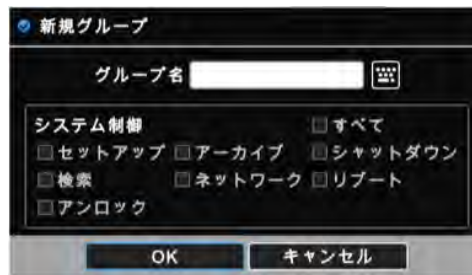 新規グループ
グループ名
システム制御 すべて
セットアップ アーカイブ シャットダウン
検索 ネットワーク リブート
アンロック
OK キャンセル